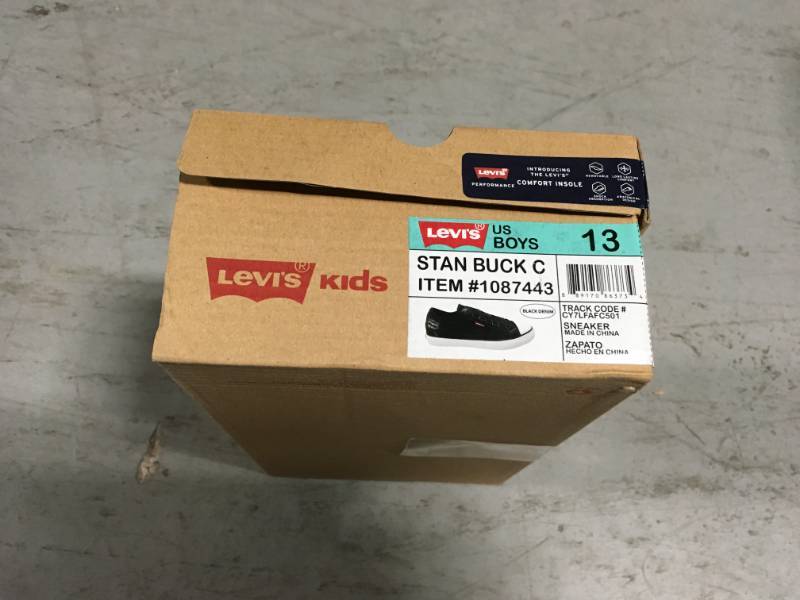 Levi's
PERFORMANCE
INTRODUCING
THE LEVI'S®
COMFORT INSOLE
Levi's® Kids
Levi's® US BOYS 13
STAN BUCK C
ITEM #1087443
BLACK DENIM
TRACK CODE #
CY7LFAFC501
SNEAKER
MADE IN CHINA
ZAPATO
HECHO EN CHINA